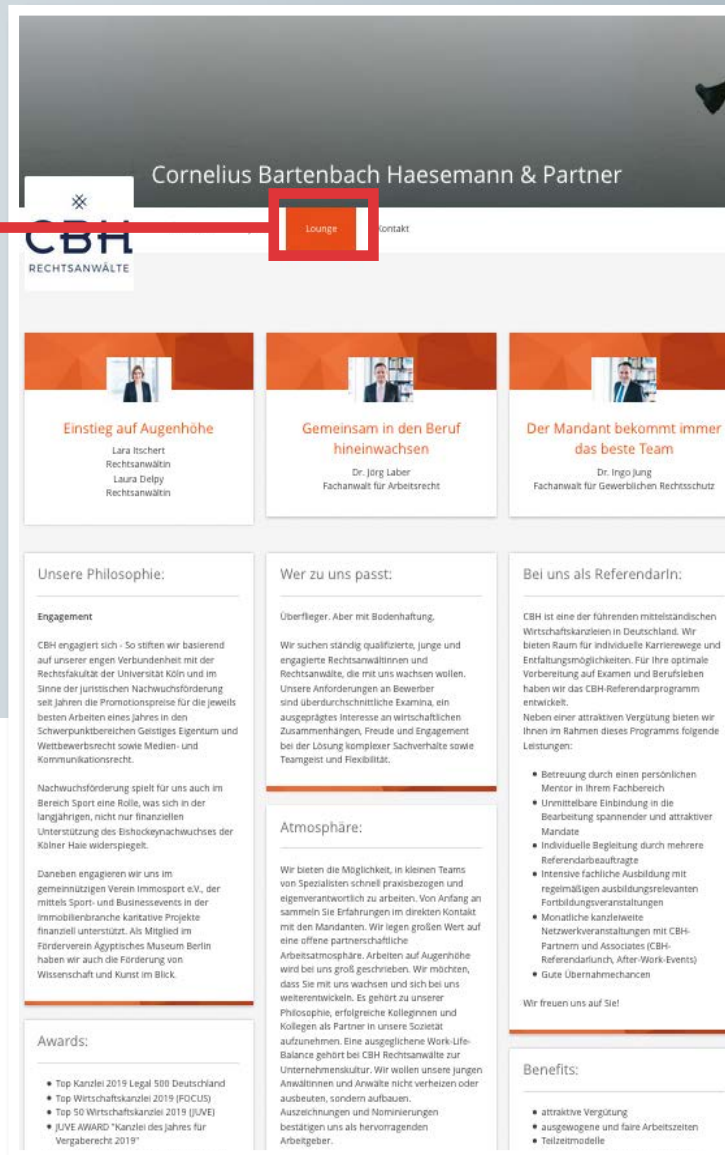 Cornelius Bartenbach Haesemann & Partner
CBH
RECHTSANWÄLTE
Lounge
Kontakt
Einstieg auf Augenhöhe
Lara Itschert
Rechtsanwältin
Laura Delpy
Rechtsanwältin
Gemeinsam in den Beruf
hineinwachsen
Dr. Jörg Laber
Fachanwalt für Arbeitsrecht
Der Mandant bekommt immer
das beste Team
Dr. Ingo Jung
Fachanwalt für Gewerblichen Rechtsschutz
Unsere Philosophie:
Engagement
CBH engagiert sich - So stiften wir basierend
auf unserer engen Verbundenheit mit der
Rechtsfakultät der Universität Köln und im
Sinne der juristischen Nachwuchsförderung
seit Jahren die Promotionspreise für die jeweils
besten Arbeiten eines Jahres in den
Schwerpunktbereichen Geistiges Eigentum und
Wettbewerbsrecht sowie Medien- und
Kommunikationsrecht.
Nachwuchsförderung spielt für uns auch im
Bereich Sport eine Rolle, was sich in der
langjährigen, nicht nur finanziellen
Unterstützung des Eishockeynachwuchses der
Kölner Haie widerspiegelt.
Daneben engagieren wir uns im
gemeinnützigen Verein Immosport e.V., der
mittels Sport- und Businessevents in der
Immobilienbranche karitative Projekte
finanziell unterstützt. Als Mitglied im
Förderverein Ägyptisches Museum Berlin
haben wir auch die Förderung von
Wissenschaft und Kunst im Blick.
Awards:
• Top Kanzlei 2019 Legal 500 Deutschland
• Top Wirtschaftskanzlei 2019 (FOCUS)
• Top 50 Wirtschaftskanzlei 2019 (JUVE)
• JUVE AWARD "Kanzlei des Jahres für
Vergaberecht 2019"
Wer zu uns passt:
Überflieger. Aber mit Bodenhaftung.
Wir suchen ständig qualifizierte, junge und
engagierte Rechtsanwältinnen und
Rechtsanwälte, die mit uns wachsen wollen.
Unsere Anforderungen an Bewerber
sind überdurchschnittliche Examina, ein
ausgeprägtes Interesse an wirtschaftlichen
Zusammenhängen, Freude und Engagement
bei der Lösung komplexer Sachverhalte sowie
Teamgeist und Flexibilität.
Atmosphäre:
Wir bieten die Möglichkeit, in kleinen Teams
von Spezialisten schnell praxisbezogen und
eigenverantwortlich zu arbeiten. Von Anfang an
sammeln Sie Erfahrungen im direkten Kontakt
mit den Mandanten. Wir legen großen Wert auf
eine offene partnerschaftliche
Arbeitsatmosphäre. Arbeiten auf Augenhöhe
wird bei uns groß geschrieben. Wir möchten,
dass Sie mit uns wachsen und sich bei uns
weiterentwickeln. Es gehört zu unserer
Philosophie, erfolgreiche Kolleginnen und
Kollegen als Partner in unsere Sozietät
aufzunehmen. Eine ausgeglichene Work-Life-
Balance gehört bei CBH Rechtsanwälte zur
Unternehmenskultur. Wir wollen unsere jungen
Anwältinnen und Anwälte nicht verheizen oder
ausbeuten, sondern aufbauen.
Auszeichnungen und Nominierungen
bestätigen uns als hervorragenden
Arbeitgeber.
Bei uns als ReferendarIn:
CBH ist eine der führenden mittelständischen
Wirtschaftskanzleien in Deutschland. Wir
bieten Raum für individuelle Karrierewege und
Entfaltungsmöglichkeiten. Für Ihre optimale
Vorbereitung auf Examen und Berufsleben
haben wir das CBH-Referendarprogramm
entwickelt.
Neben einer attraktiven Vergütung bieten wir
Ihnen im Rahmen dieses Programms folgende
Leistungen:
• Betreuung durch einen persönlichen
Mentor in Ihrem Fachbereich
• Unmittelbare Einbindung in die
Bearbeitung spannender und attraktiver
Mandate
• Individuelle Begleitung durch mehrere
Referendarbeauftragte
• Intensive fachliche Ausbildung mit
regelmäßigen ausbildungsrelevanten
Fortbildungsveranstaltungen
• Monatliche kanzleiweite
Netzwerkveranstaltungen mit CBH-
Partnern und Associates (CBH-
Referendarlunch, After-Work-Events)
• Gute Übernahmechancen
Wir freuen uns auf Sie!
Benefits:
• attraktive Vergütung
• ausgewogene und faire Arbeitszeiten
• Teilzeitmodelle